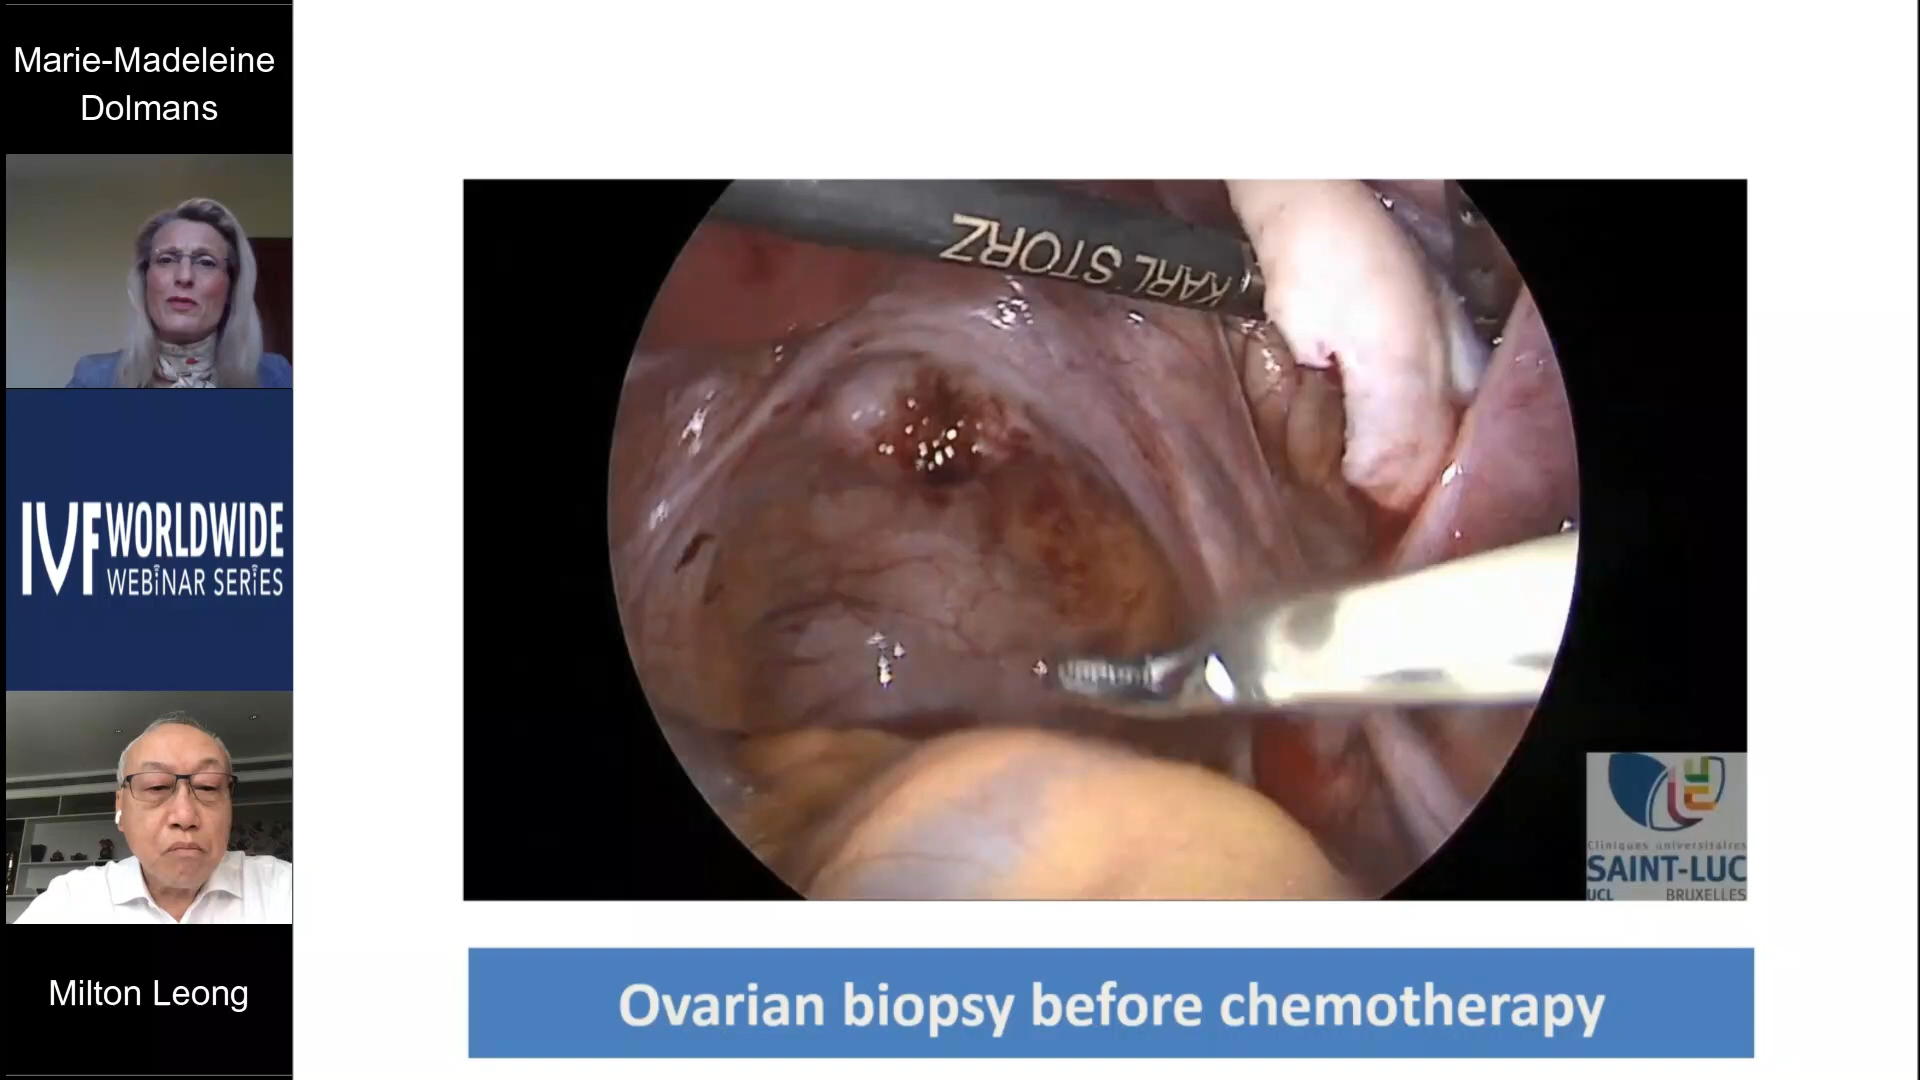 Marie-Madeleine
Dolmans
IVF WORLDWIDE
WEBiNAR SERiES
Milton Leong
KARL STORZ
Cliniques universitaires
SAINT-LUC
UCL BRUXELLES
Ovarian biopsy before chemotherapy